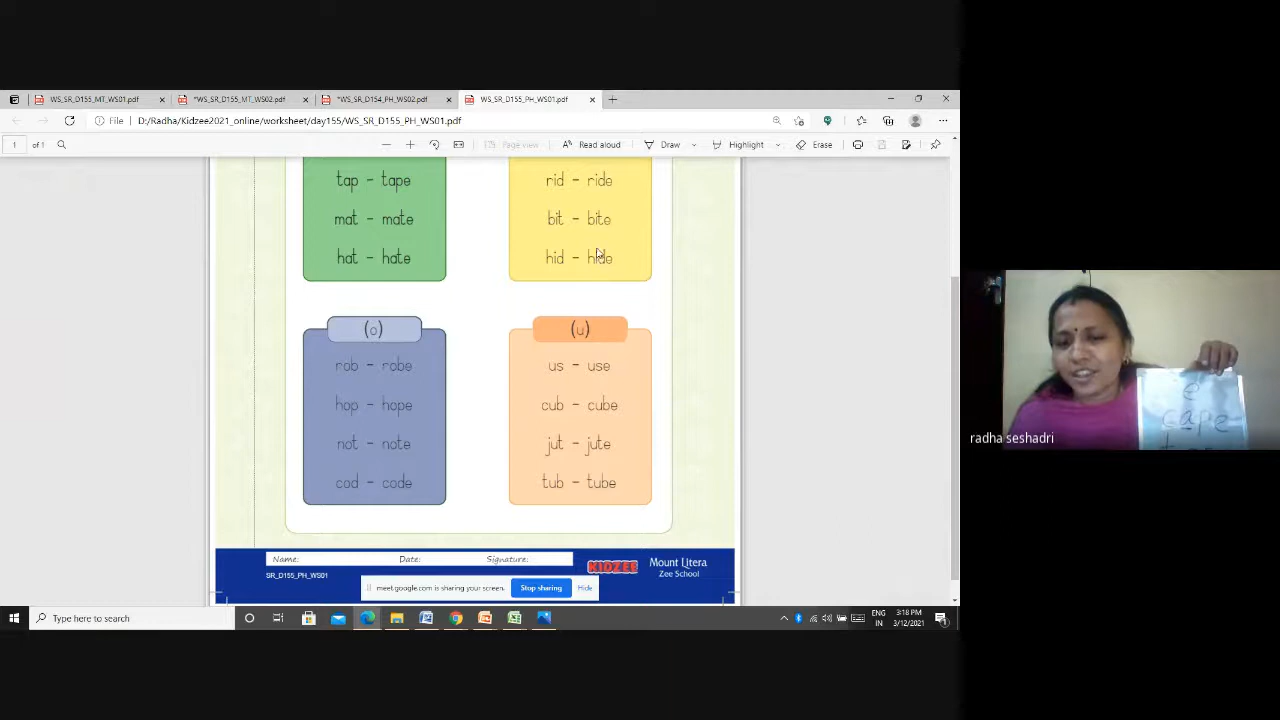 WS_SR_D155_MT_WS01.pdf
*WS_SR_D155_MT_WS02.pdf
*WS_SR_D154_PH_WS02.pdf
WS_SR_D155_PH_WS01.pdf
File D:/Radha/Kidzee2021_online/worksheet/day155/WS_SR_D155_PH_WS01.pdf
1 of 1
Page view
Read aloud
Draw
Highlight
Erase
tap - tape
mat - mate
hat - hate
rid - ride
bit - bite
hid - hide
(o)
rob - robe
hop - hope
not - note
cod - code
(u)
us - use
cub - cube
jut - jute
tub - tube
Name: Date: Signature:
SR_D155_PH_WS01
KIDZEE
Mount Litera
Zee School
meet.google.com is sharing your screen. Stop sharing Hide
Type here to search
ENG
IN
3:18 PM
3/12/2021
1
e
cape
radha seshadri